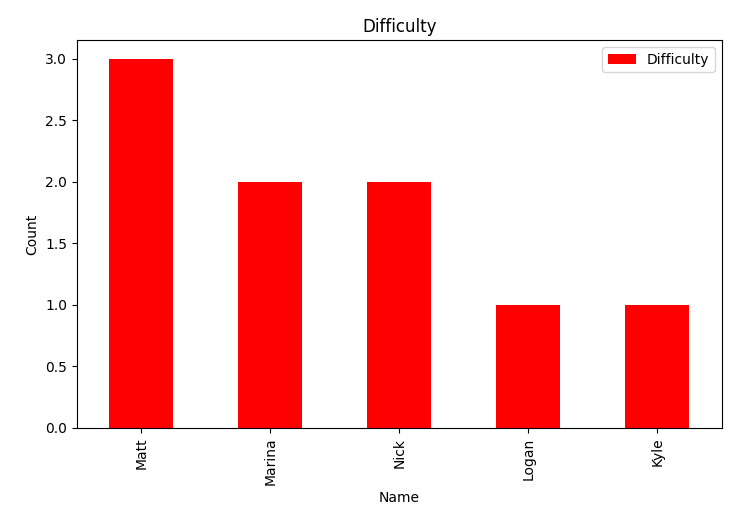 Difficulty
Difficulty
3.0
2.5
2.0
1.5
1.0
0.5
0.0
Count
Matt
Marina
Nick
Logan
Kyle
Name